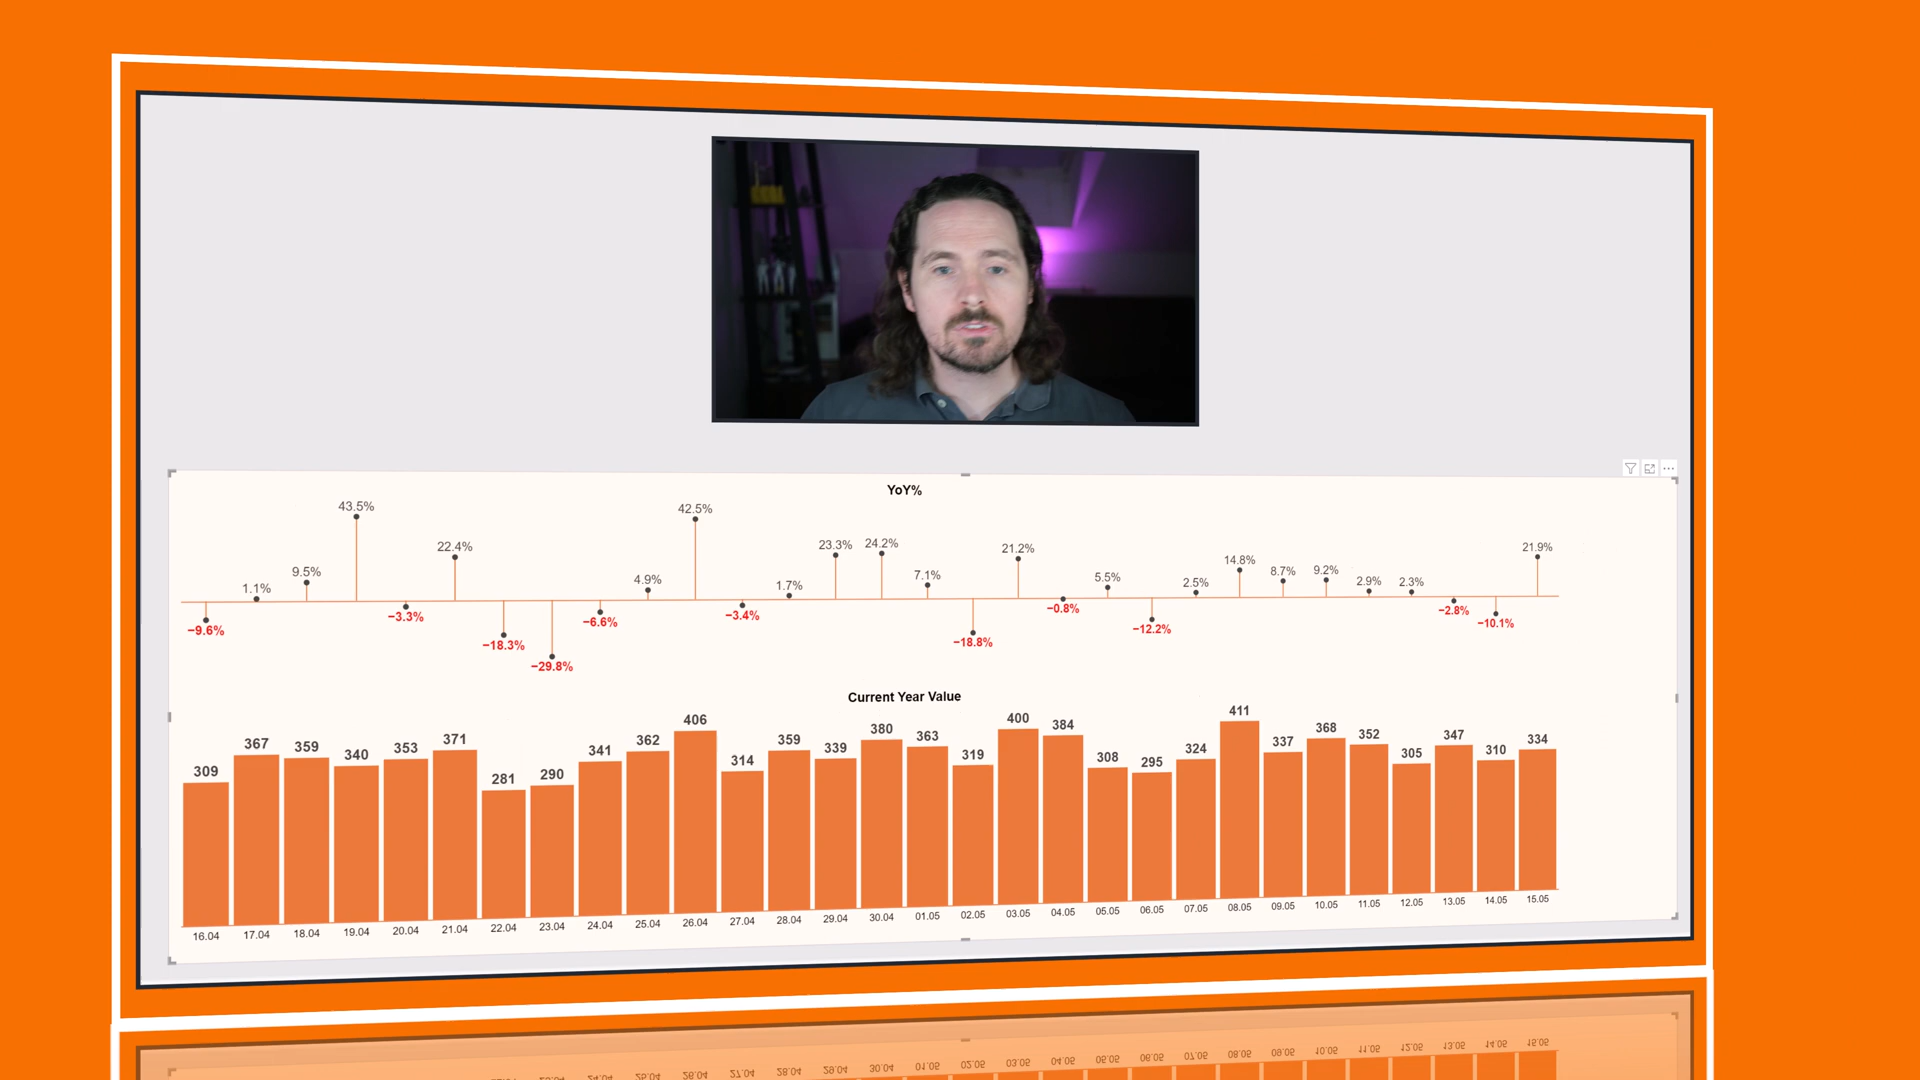 YoY%
−9.6% 1.1% 9.5% 43.5% −3.3% 22.4% −18.3% −29.8% −6.6% 4.9% 42.5% −3.4% 1.7% 23.3% 24.2% 7.1% −18.8% 21.2% −0.8% 5.5% −12.2% 2.5% 14.8% 8.7% 9.2% 2.9% 2.3% −2.8% −10.1% 21.9%
Current Year Value
309 367 359 340 353 371 281 290 341 362 406 314 359 339 380 363 319 400 384 308 295 324 411 337 368 352 305 347 310 334
16.04 17.04 18.04 19.04 20.04 21.04 22.04 23.04 24.04 25.04 26.04 27.04 28.04 29.04 30.04 01.05 02.05 03.05 04.05 05.05 06.05 07.05 08.05 09.05 10.05 11.05 12.05 13.05 14.05 15.05